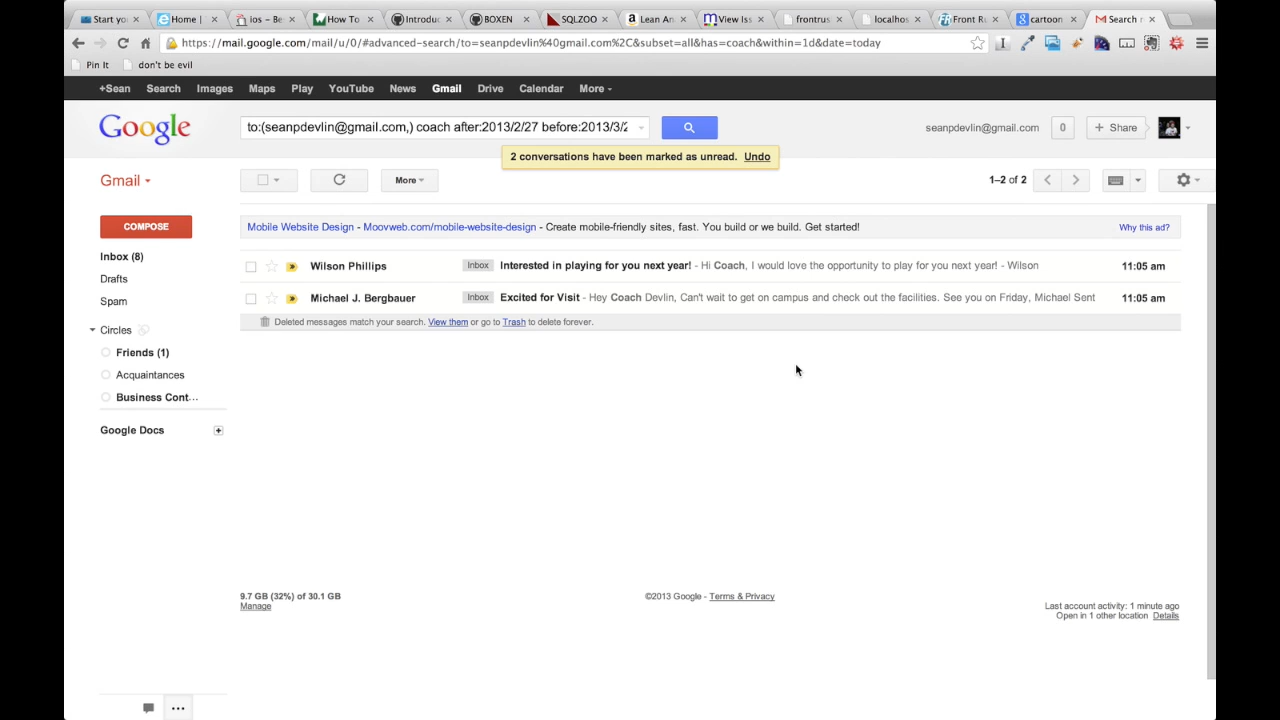 Start yo
Home |
ios - Be
How To
Introduc
BOXEN
SQLZOO
Lean An
View Iss
frontrus
localhos
Front Ru
cartoon
Search r
https://mail.google.com/mail/u/0/#advanced-search/to=seanpdevlin%40gmail.com%2C&subset=all&has=coach&within=1d&date=today
Pin It don't be evil
+Sean Search Images Maps Play YouTube News Gmail Drive Calendar More
Google
to:(seanpdevlin@gmail.com,) coach after:2013/2/27 before:2013/3/2
seanpdevlin@gmail.com 0 + Share
2 conversations have been marked as unread. Undo
Gmail
More
1–2 of 2
COMPOSE
Mobile Website Design - Moovweb.com/mobile-website-design - Create mobile-friendly sites, fast. You build or we build. Get started! Why this ad?
Inbox (8)
Drafts
Spam
Circles
Friends (1)
Acquaintances
Business Cont...
Google Docs
Wilson Phillips Inbox Interested in playing for you next year! - Hi Coach, I would love the opportunity to play for you next year! - Wilson 11:05 am
Michael J. Bergbauer Inbox Excited for Visit - Hey Coach Devlin, Can't wait to get on campus and check out the facilities. See you on Friday, Michael Sent 11:05 am
Deleted messages match your search. View them or go to Trash to delete forever.
9.7 GB (32%) of 30.1 GB
Manage
©2013 Google - Terms & Privacy
Last account activity: 1 minute ago
Open in 1 other location Details